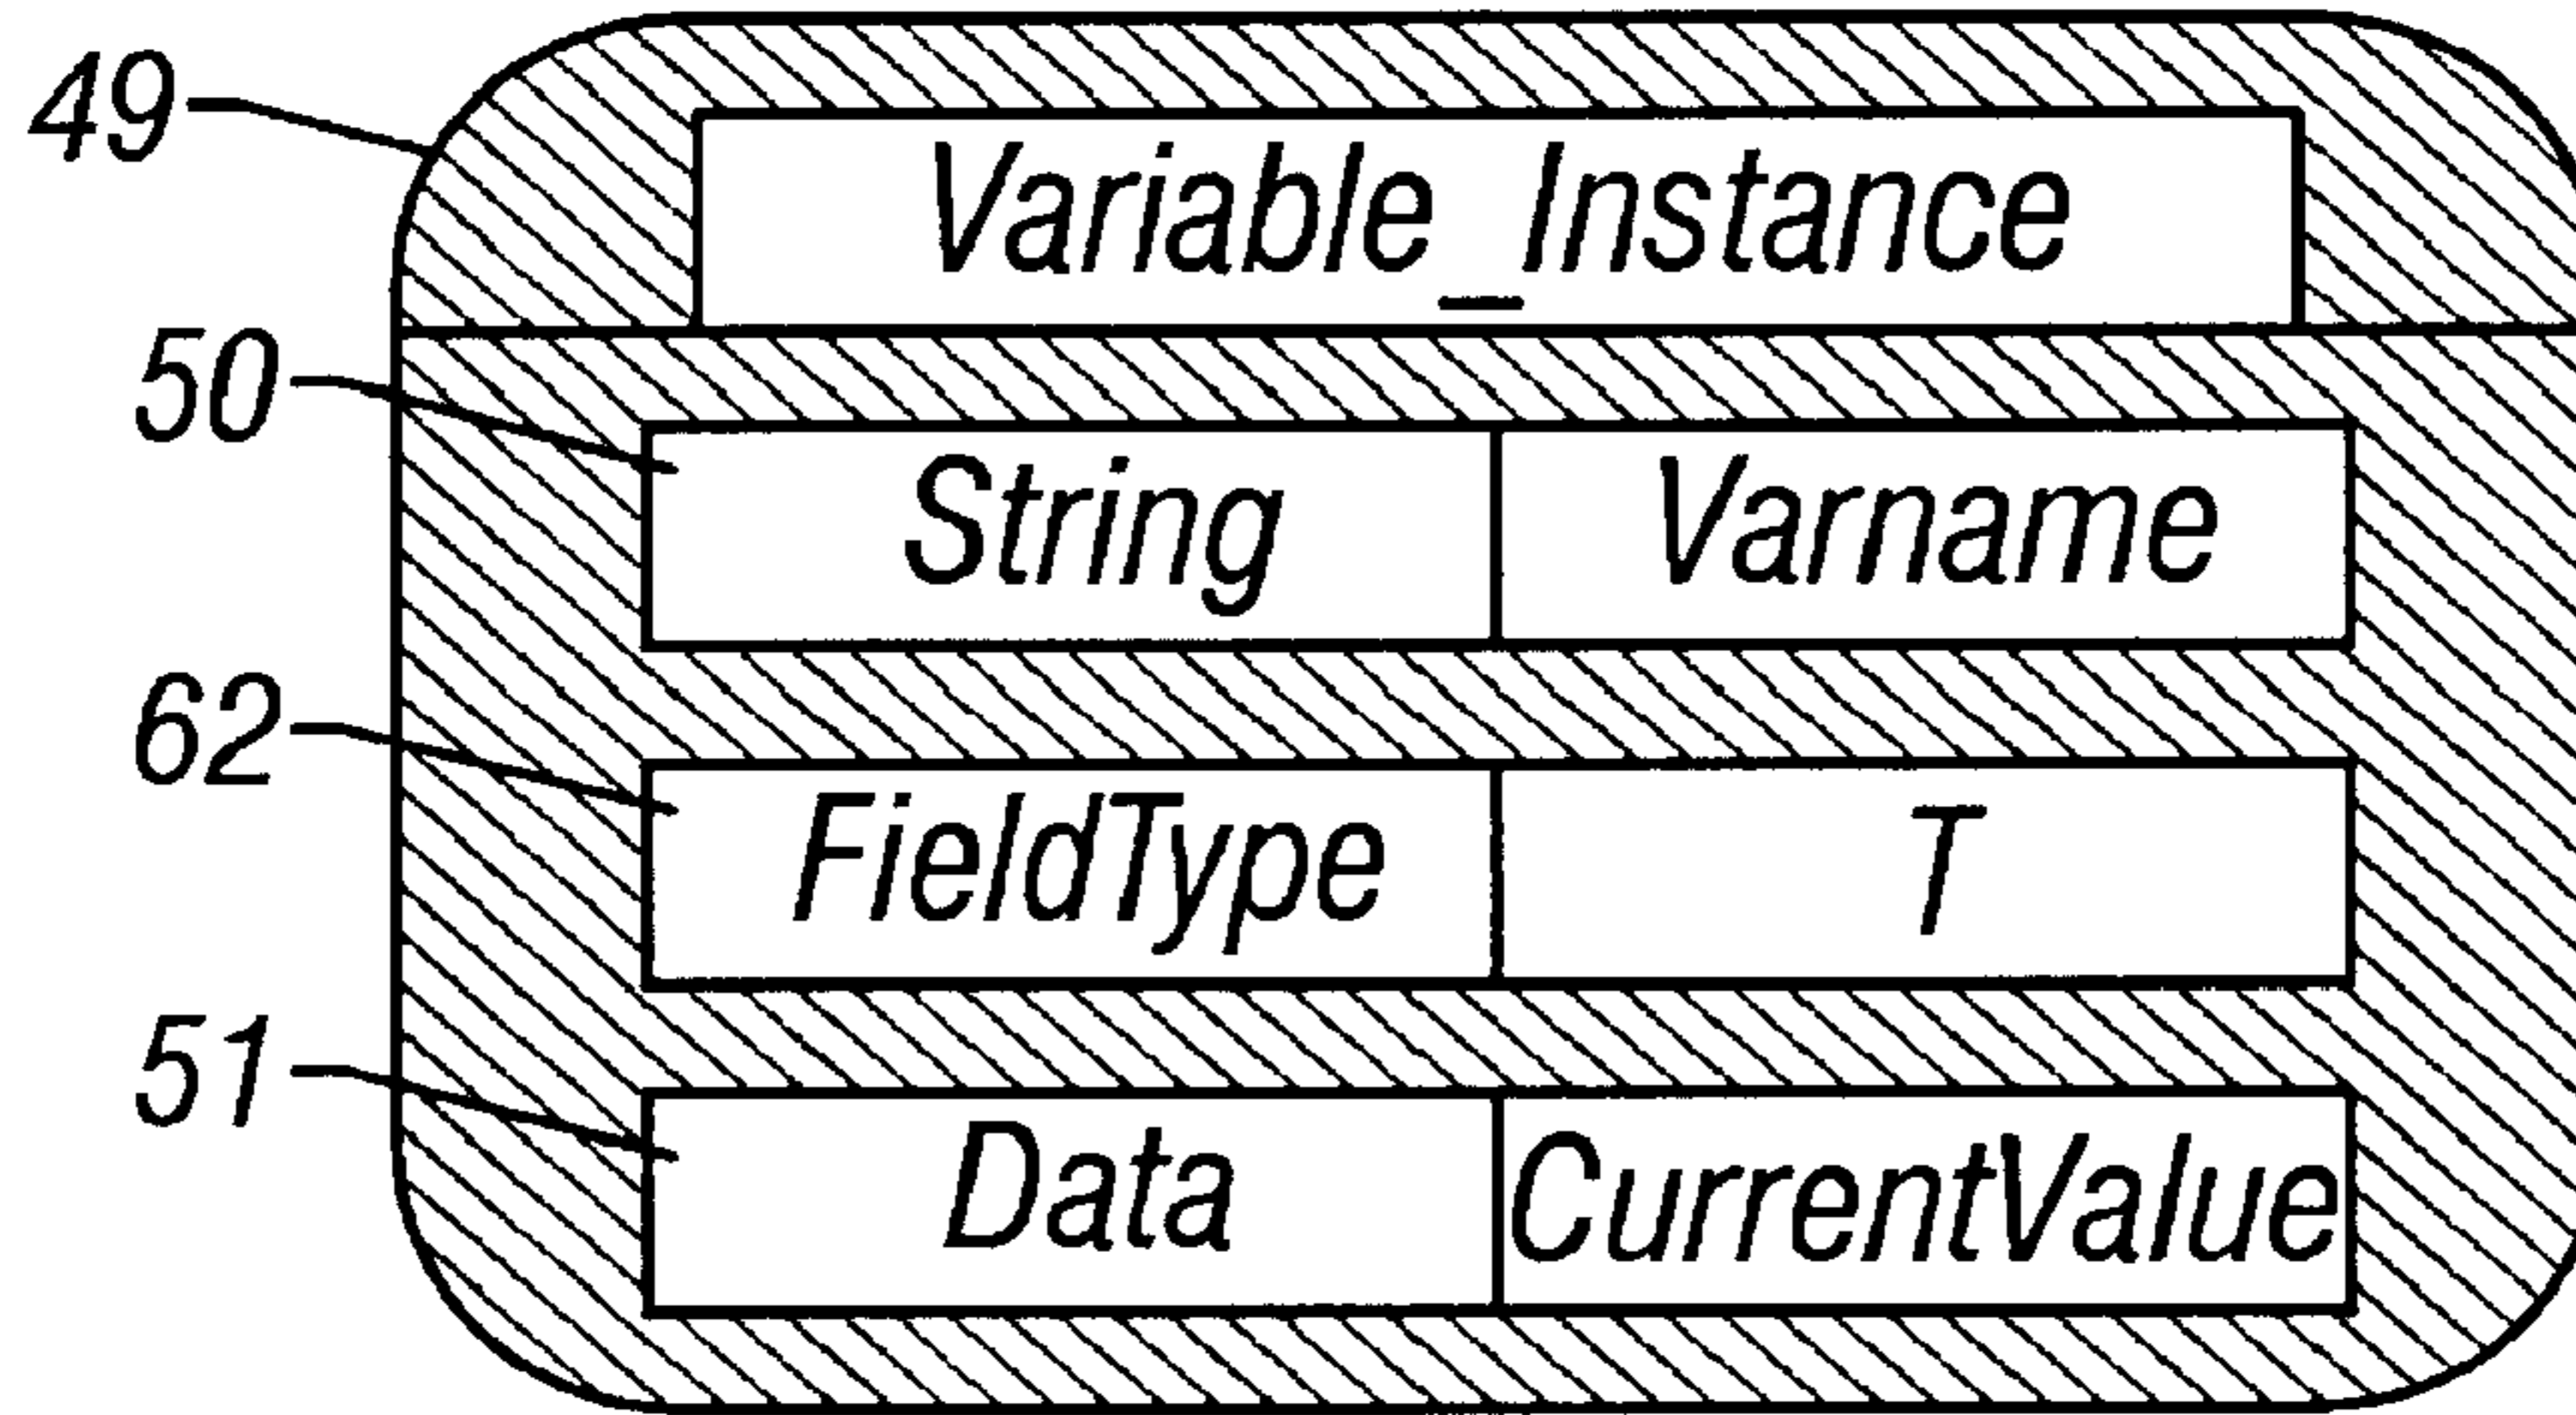 49
Variable_Instance
50
String Varname
62
FieldType T
51
Data CurrentValue